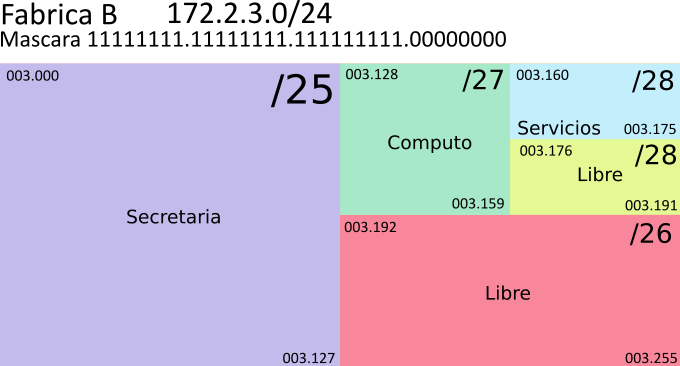 Fabrica B 172.2.3.0/24
Mascara 11111111.11111111.111111111.00000000
003.000 /25
Secretaria
003.127
003.128 /27
Computo
003.159
003.160 /28
Servicios 003.175
003.176 /28
Libre
003.191
003.192 /26
Libre
003.255